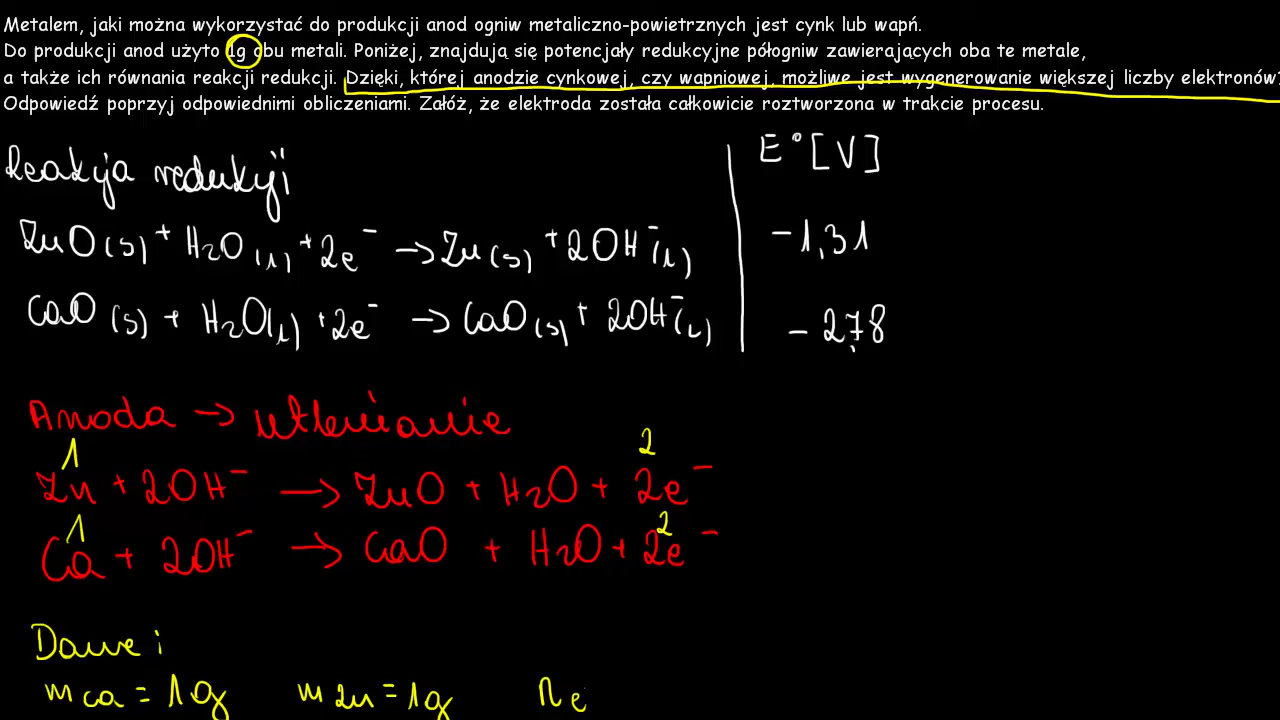 Metalem, jaki można wykorzystać do produkcji anod ogniw metaliczno-powietrznych jest cynk lub wapń.
Do produkcji anod użyto 1g obu metali. Poniżej, znajdują się potencjały redukcyjne półogniw zawierających oba te metale,
a także ich równania reakcji redukcji. Dzięki, której anodzie cynkowej, czy wapniowej, możliwe jest wygenerowanie większej liczby elektronów?
Odpowiedź poprzyj odpowiednimi obliczeniami. Załóż, że elektroda została całkowicie roztworzona w trakcie procesu.
Reakcja redukcji E°[V]
ZnO(s) + H2O(l) + 2e⁻ → Zn(s) + 2OH⁻(l) -1,31
CaO(s) + H2O(l) + 2e⁻ → CaO(s) + 2OH⁻(l) -2,78
Anoda → utlenianie
1 2
Zn + 2OH⁻ → ZnO + H2O + 2e⁻
1 2
Ca + 2OH⁻ → CaO + H2O + 2e⁻
Dane:
mCa = 1g mZn = 1g ne